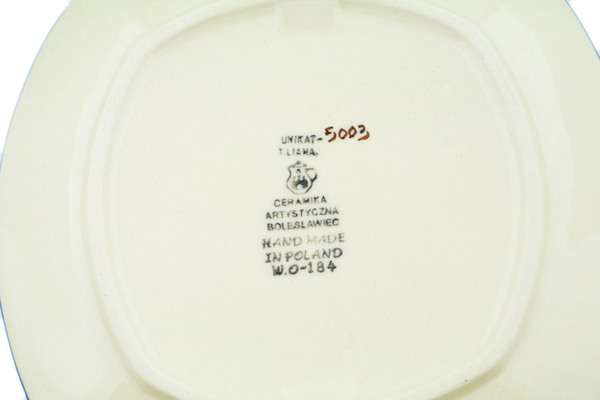 UNIKAT-5003
T.LIANA.
CERAMIKA
ARTYSTYCZNA
BOLESŁAWIEC
HAND MADE
IN POLAND
W.O-184